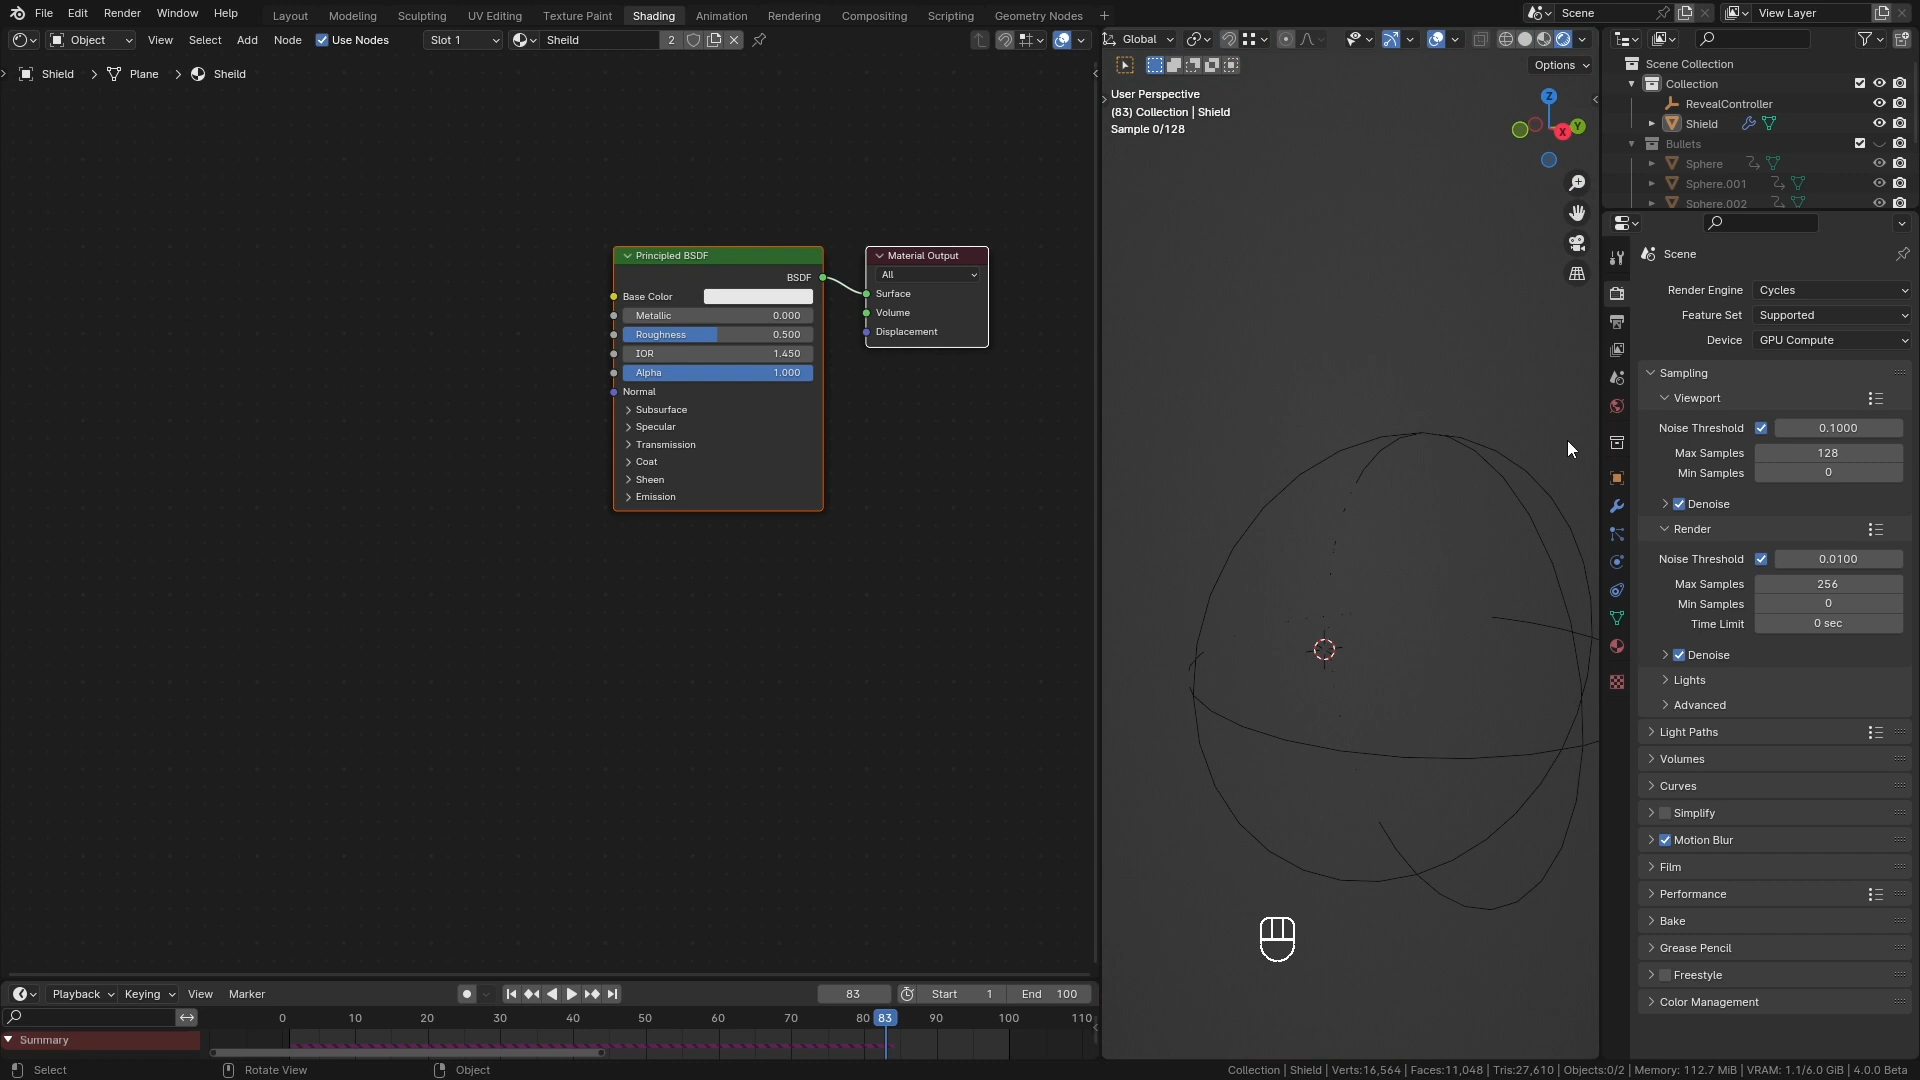 File Edit Render Window Help
Layout Modeling Sculpting UV Editing Texture Paint Shading Animation Rendering Compositing Scripting Geometry Nodes +
Scene
View Layer
Object View Select Add Node Use Nodes Slot 1 Sheild 2
Shield > Plane > Sheild
Principled BSDF
BSDF
Base Color
Metallic 0.000
Roughness 0.500
IOR 1.450
Alpha 1.000
Normal
Subsurface
Specular
Transmission
Coat
Sheen
Emission
Material Output
All
Surface
Volume
Displacement
Global
Options
User Perspective
(83) Collection | Shield
Sample 0/128
Z
Y
X
Scene Collection
Collection
RevealController
Shield
Bullets
Sphere
Sphere.001
Sphere.002
Scene
Render Engine Cycles
Feature Set Supported
Device GPU Compute
Sampling
Viewport
Noise Threshold 0.1000
Max Samples 128
Min Samples 0
Denoise
Render
Noise Threshold 0.0100
Max Samples 256
Min Samples 0
Time Limit 0 sec
Denoise
Lights
Advanced
Light Paths
Volumes
Curves
Simplify
Motion Blur
Film
Performance
Bake
Grease Pencil
Freestyle
Color Management
Playback Keying View Marker
83
Start 1 End 100
0 10 20 30 40 50 60 70 80 83 90 100 110
Summary
Select Rotate View Object
Collection | Shield | Verts:16,564 | Faces:11,048 | Tris:27,610 | Objects:0/2 | Memory: 112.7 MiB | VRAM: 1.1/6.0 GiB | 4.0.0 Beta